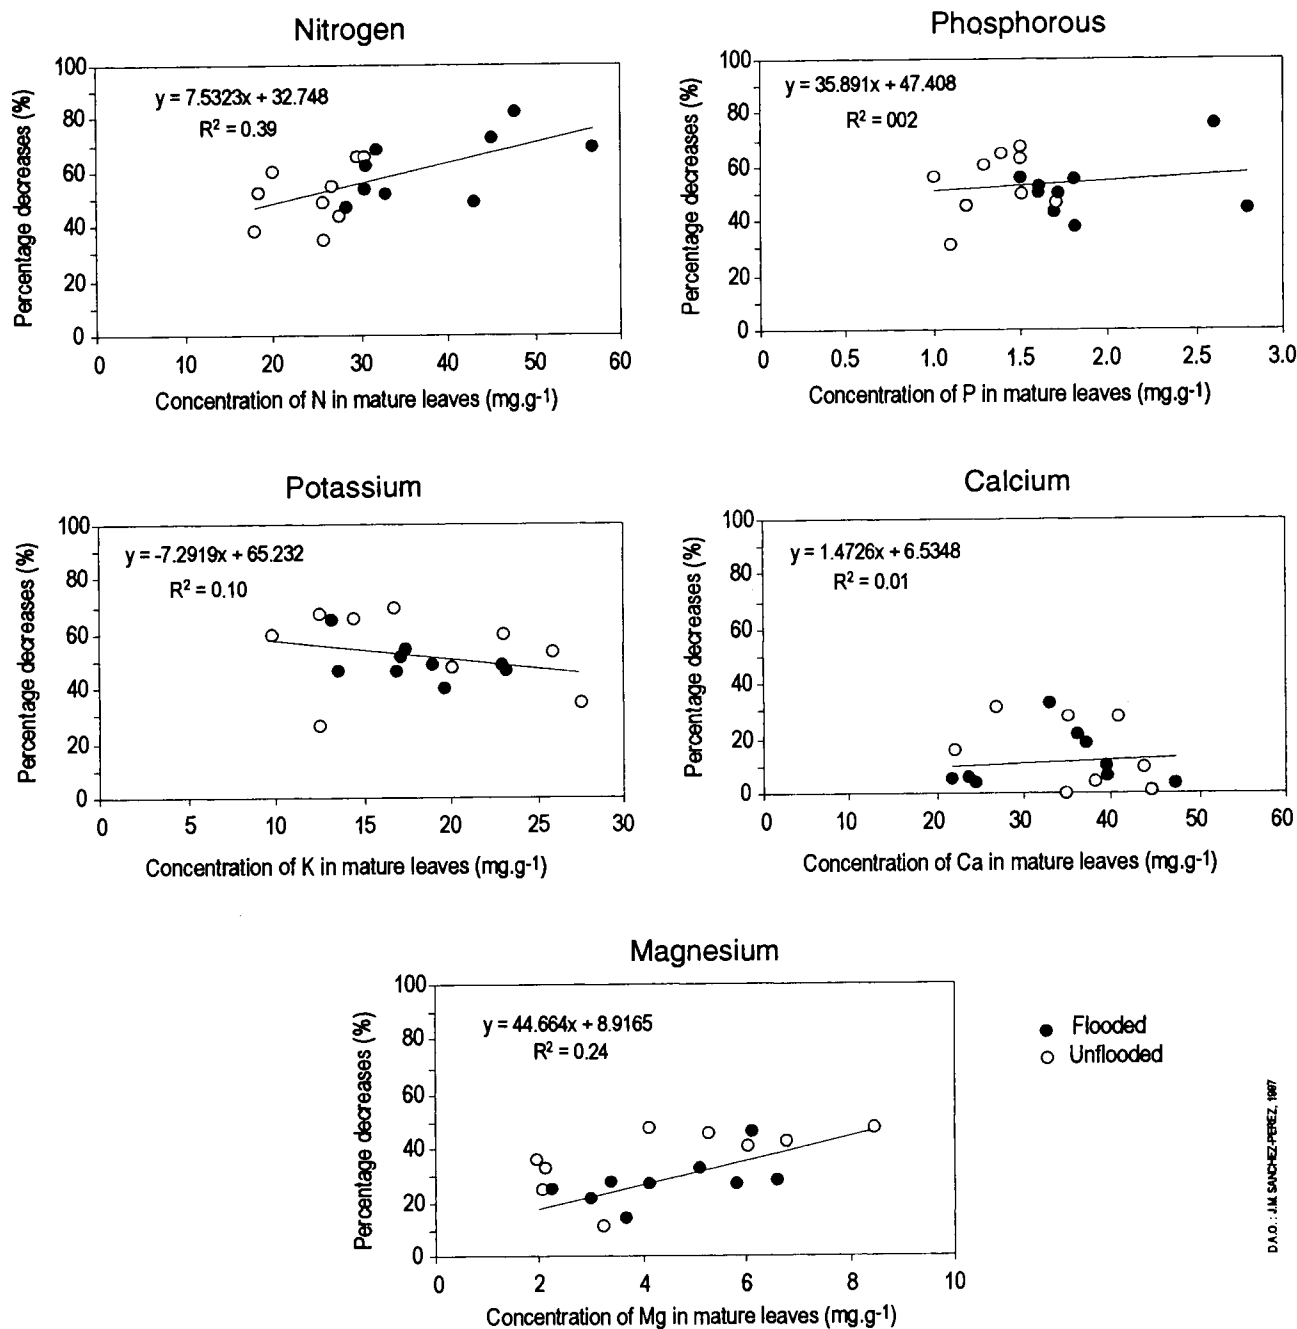 Nitrogen
y = 7.5323x + 32.748
R² = 0.39
Percentage decreases (%)
100
80
60
40
20
0
0 20 30 40 50 60
Concentration of N in mature leaves (mg.g-1)
Phosphorous
y = 35.891x + 47.408
R² = 002
Percentage decreases (%)
100
80
60
40
20
0
0 0.5 1.0 1.5 2.0 2.5 3.0
Concentration of P in mature leaves (mg.g-1)
Potassium
y = -7.2919x + 65.232
R² = 0.10
Percentage decreases (%)
100
80
60
40
20
0
0 5 10 15 20 25 30
Concentration of K in mature leaves (mg.g-1)
Calcium
y = 1.4726x + 6.5348
R² = 0.01
Percentage decreases (%)
100
80
60
40
20
0
0 10 20 30 40 50 60
Concentration of Ca in mature leaves (mg.g-1)
Magnesium
y = 44.664x + 8.9165
R² = 0.24
Percentage decreases (%)
100
80
60
40
20
0
0 2 4 6 8 10
Concentration of Mg in mature leaves (mg.g-1)
Flooded
Unflooded
D.A.O. : J.M. SANCHEZ-PEREZ, 1997